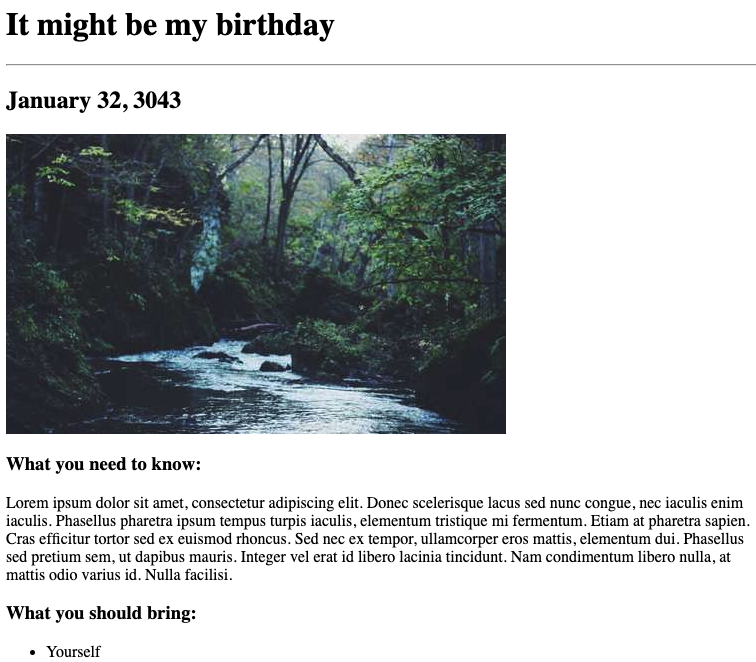 It might be my birthday
January 32, 3043
What you need to know:
Lorem ipsum dolor sit amet, consectetur adipiscing elit. Donec scelerisque lacus sed nunc congue, nec iaculis enim
iaculis. Phasellus pharetra ipsum tempus turpis iaculis, elementum tristique mi fermentum. Etiam at pharetra sapien.
Cras efficitur tortor sed ex euismod rhoncus. Sed nec ex tempor, ullamcorper eros mattis, elementum dui. Phasellus
sed pretium sem, ut dapibus mauris. Integer vel erat id libero lacinia tincidunt. Nam condimentum libero nulla, at
mattis odio varius id. Nulla facilisi.
What you should bring:
• Yourself